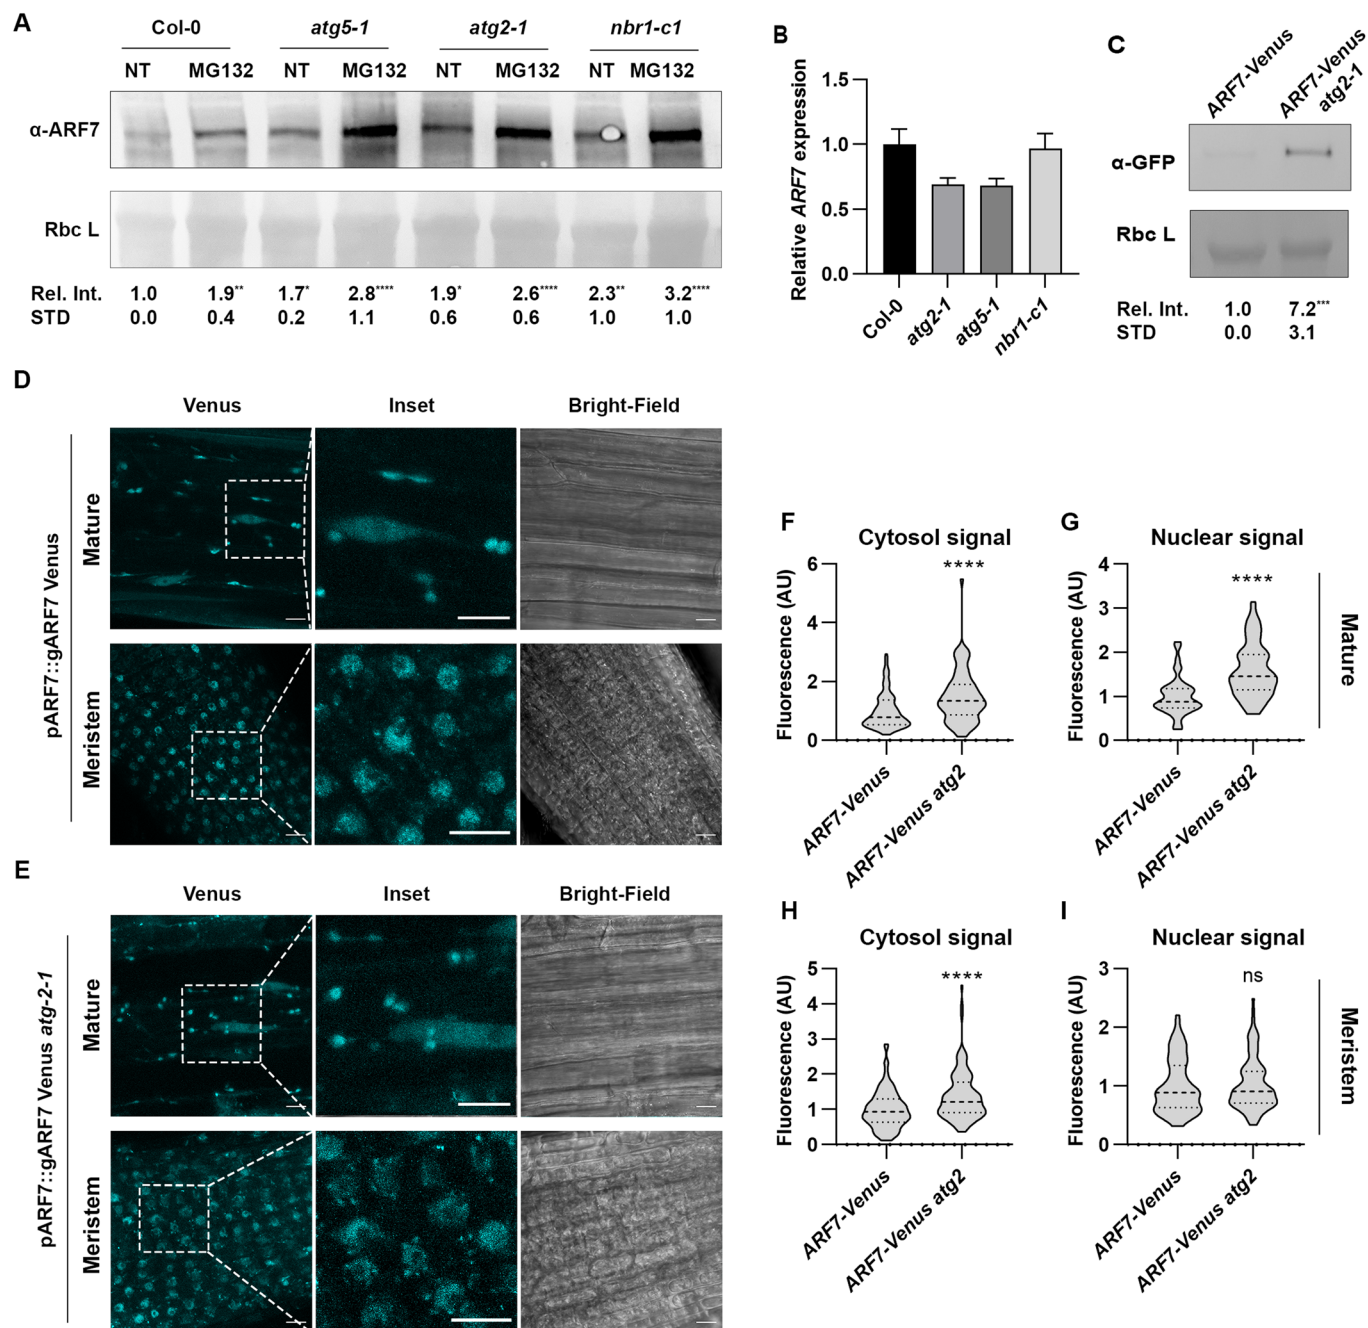 A
Col-0 atg5-1 atg2-1 nbr1-c1
NT MG132 NT MG132 NT MG132 NT MG132
α-ARF7
Rbc L
Rel. Int. 1.0 1.9** 1.7* 2.8**** 1.9* 2.6**** 2.3** 3.2****
STD 0.0 0.4 0.2 1.1 0.6 0.6 1.0 1.0
B
Relative ARF7 expression
1.5
1.0
0.5
0.0
Col-0 atg2-1 atg5-1 nbr1-c1
C
ARF7-Venus
ARF7-Venus
atg2-1
α-GFP
Rbc L
Rel. Int. 1.0 7.2***
STD 0.0 3.1
D
Venus Inset Bright-Field
pARF7::gARF7 Venus
Mature
Meristem
E
Venus Inset Bright-Field
pARF7::gARF7 Venus atg-2-1
Mature
Meristem
F
Cytosol signal
****
Fluorescence (AU)
6
4
2
0
ARF7-Venus
ARF7-Venus atg2
G
Nuclear signal
****
Fluorescence (AU)
4
3
2
1
0
ARF7-Venus
ARF7-Venus atg2
Mature
H
Cytosol signal
****
Fluorescence (AU)
5
4
3
2
1
0
ARF7-Venus
ARF7-Venus atg2
I
Nuclear signal
ns
Fluorescence (AU)
3
2
1
0
ARF7-Venus
ARF7-Venus atg2
Meristem